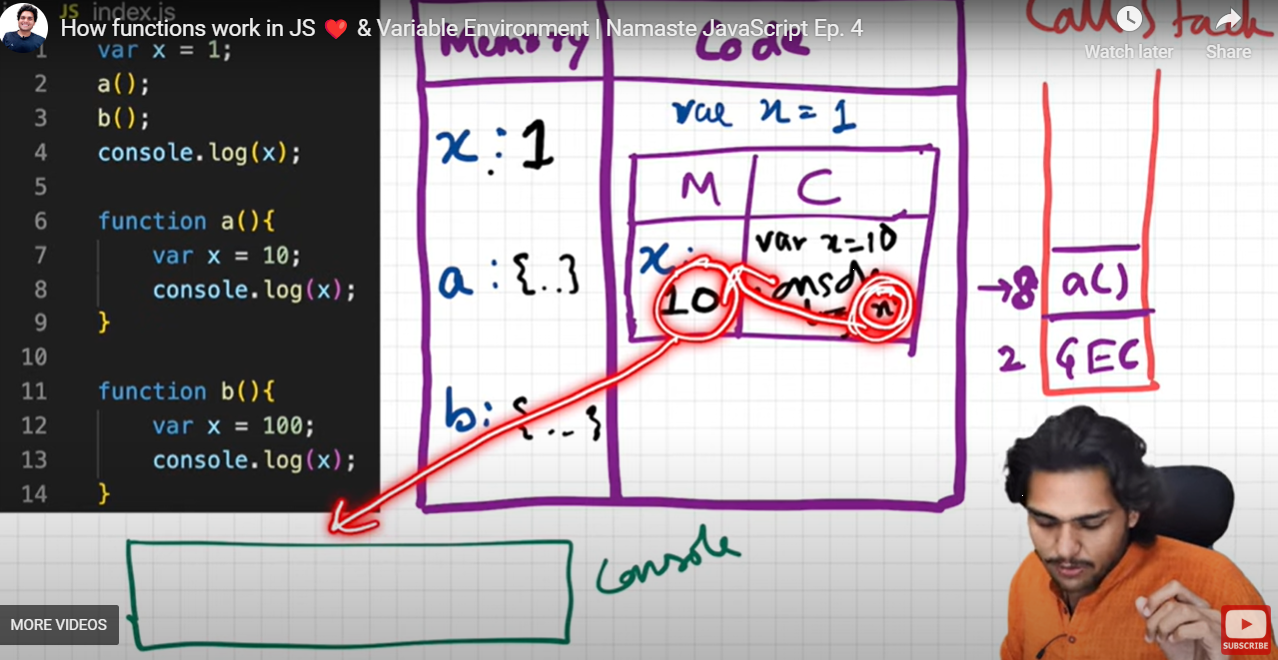 JS index.js
How functions work in JS ❤️ & Variable Environment | Namaste JavaScript Ep. 4
Watch later
Share
1 var x = 1;
2 a();
3 b();
4 console.log(x);
5
6 function a(){
7 var x = 10;
8 console.log(x);
9 }
10
11 function b(){
12 var x = 100;
13 console.log(x);
14 }
Memory Code
x : 1
a : {..}
b : {..}
var x = 1
M C
x : 10
var x=10
x
Call Stack
→8 a()
2 GEC
Console
MORE VIDEOS
SUBSCRIBE